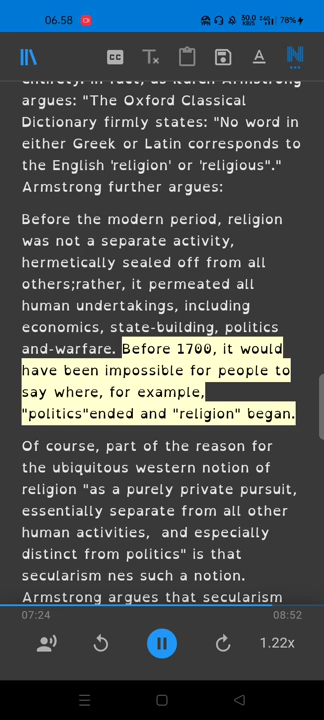 06.58
30.0 KB/s
78%
CC
entirety. In fact, as Karen Armstrong
argues: "The Oxford Classical
Dictionary firmly states: "No word in
either Greek or Latin corresponds to
the English 'religion' or 'religious"."
Armstrong further argues:
Before the modern period, religion
was not a separate activity,
hermetically sealed off from all
others;rather, it permeated all
human undertakings, including
economics, state-building, politics
and-warfare. Before 1700, it would
have been impossible for people to
say where, for example,
"politics"ended and "religion" began.
Of course, part of the reason for
the ubiquitous western notion of
religion "as a purely private pursuit,
essentially separate from all other
human activities,  and especially
distinct from politics" is that
secularism nes such a notion.
Armstrong argues that secularism
07:24
08:52
1.22x